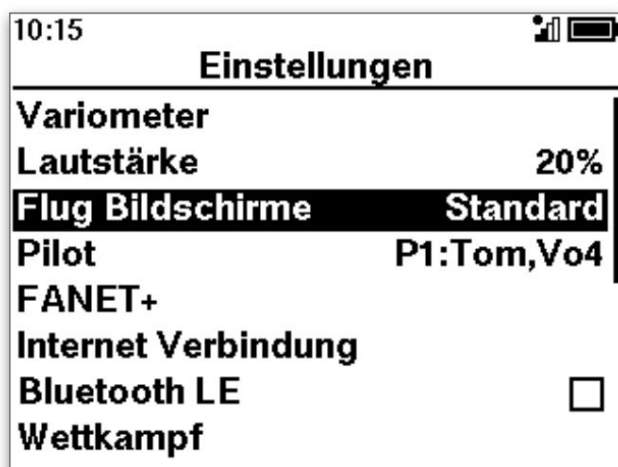 10:15
Einstellungen
Variometer
Lautstärke 20%
Flug Bildschirme Standard
Pilot P1:Tom,Vo4
FANET+
Internet Verbindung
Bluetooth LE
Wettkampf